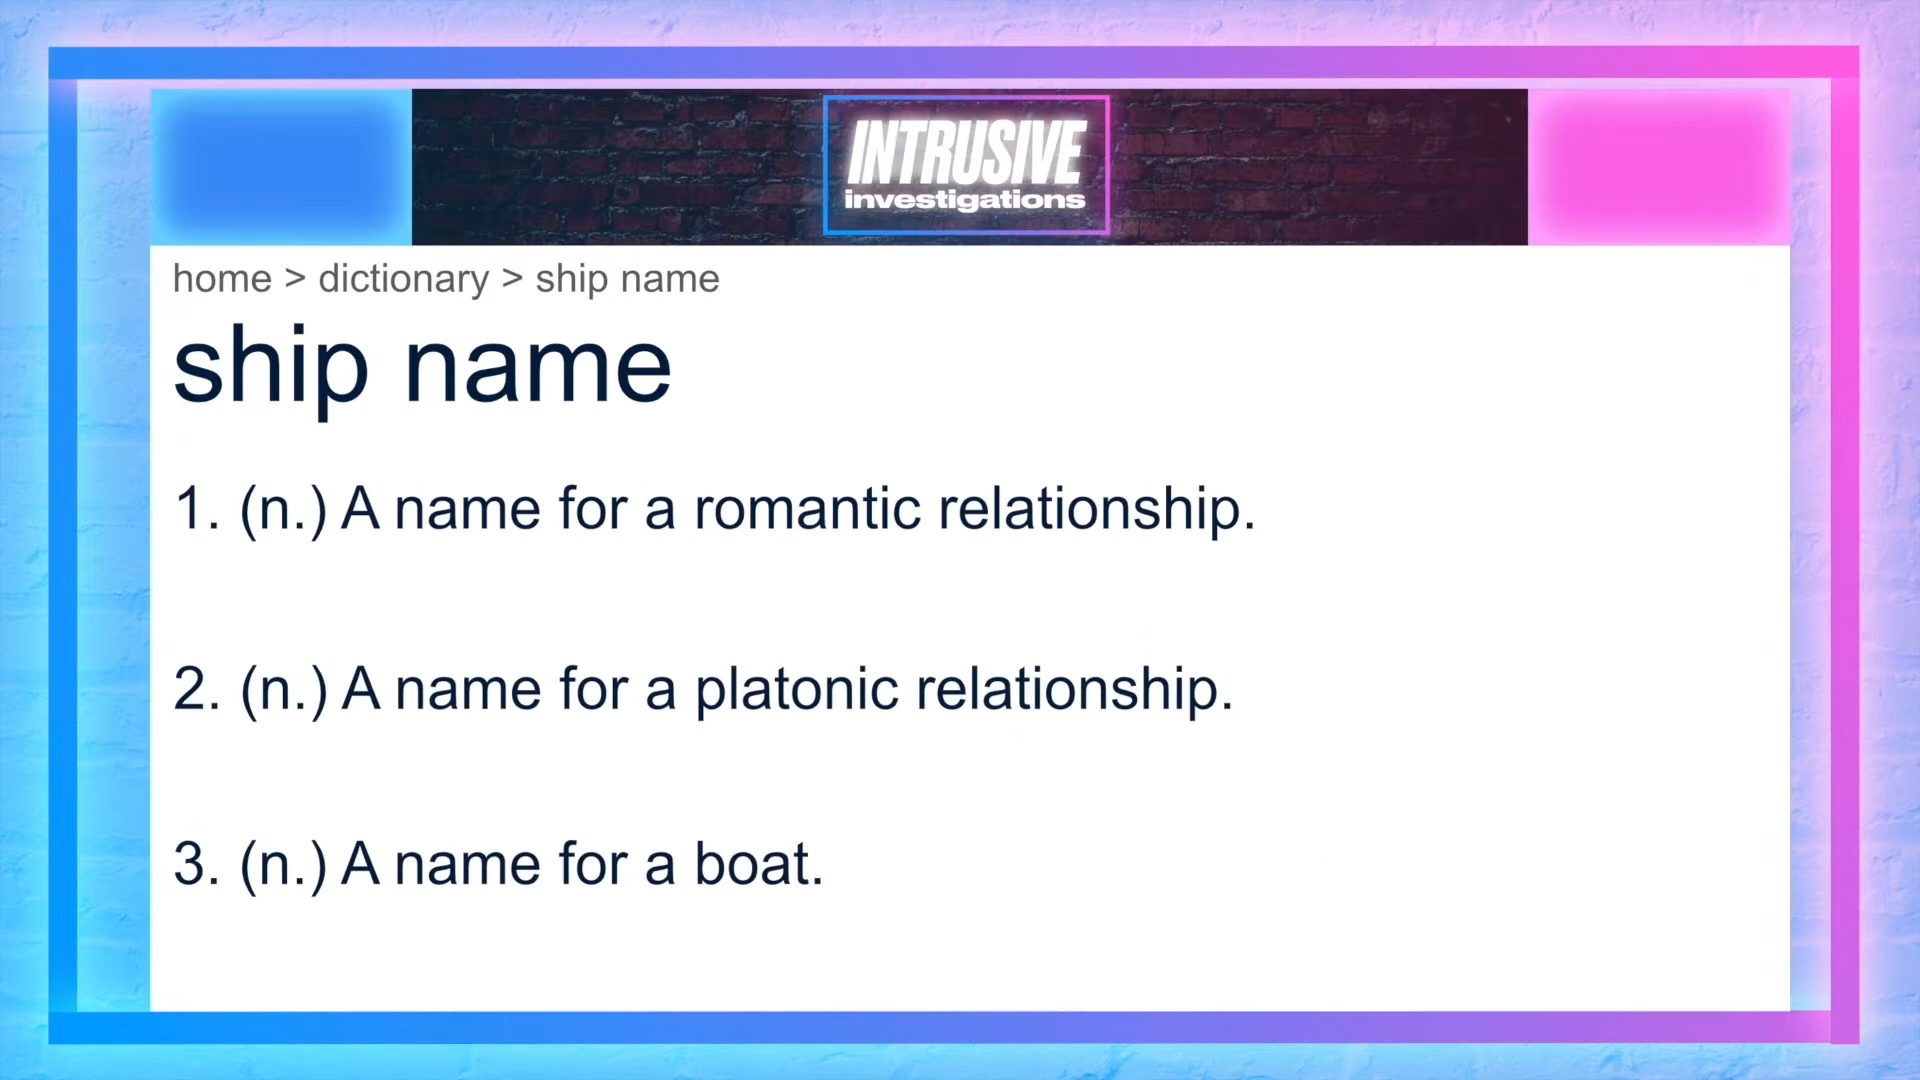 INTRUSIVE
investigations
home > dictionary > ship name
ship name
1. (n.) A name for a romantic relationship.
2. (n.) A name for a platonic relationship.
3. (n.) A name for a boat.